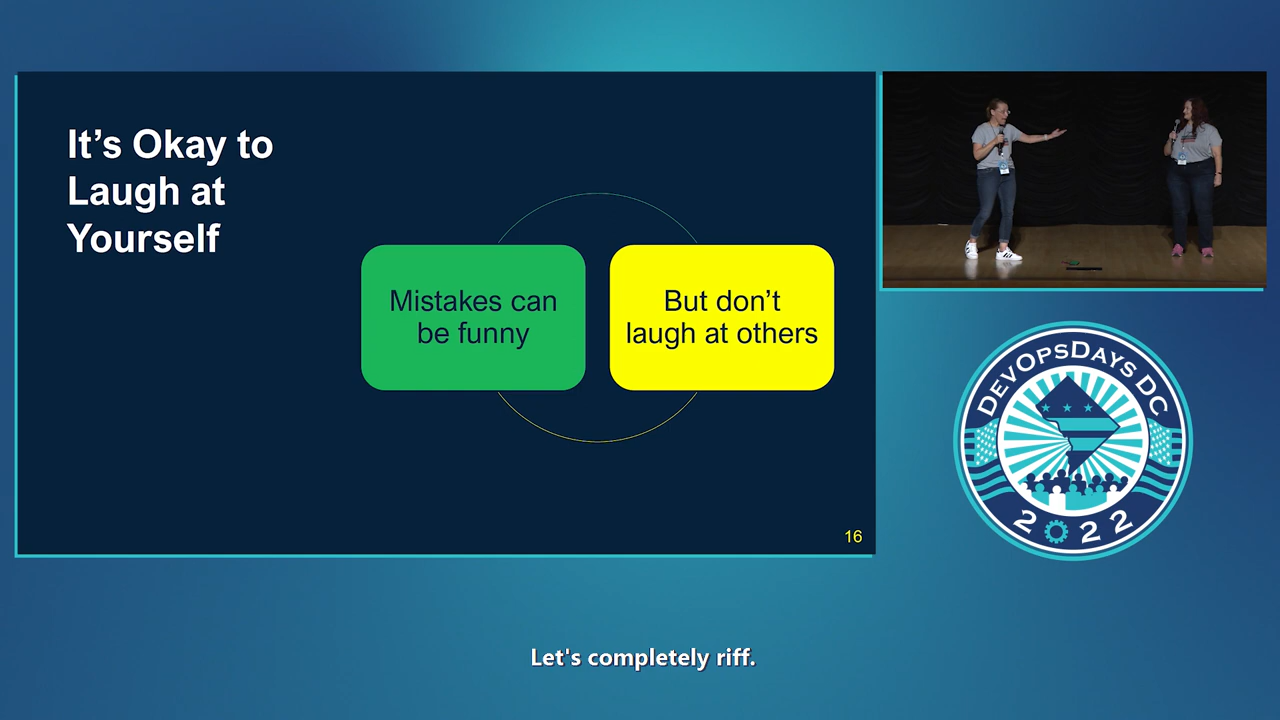 It's Okay to
Laugh at
Yourself
Mistakes can
be funny
But don't
laugh at others
16
DEVOPSDAYS DC
2022
Let's completely riff.